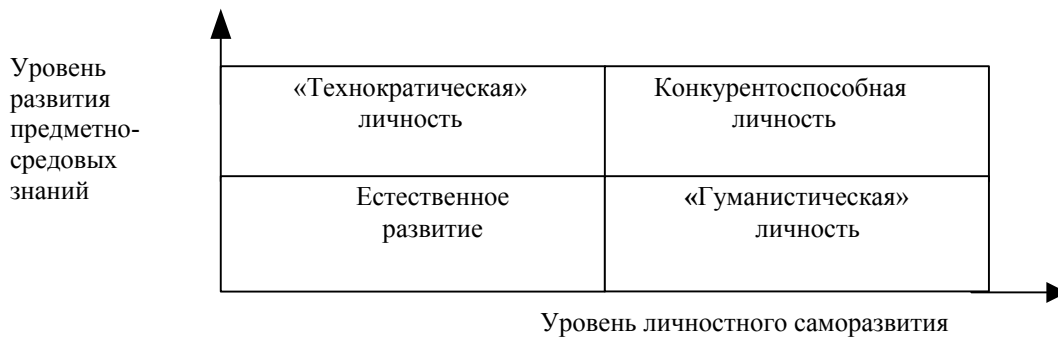 Уровень
развития
предметно-
средовых
знаний
«Технократическая»
личность
Конкурентоспособная
личность
Естественное
развитие
«Гуманистическая»
личность
Уровень личностного саморазвития